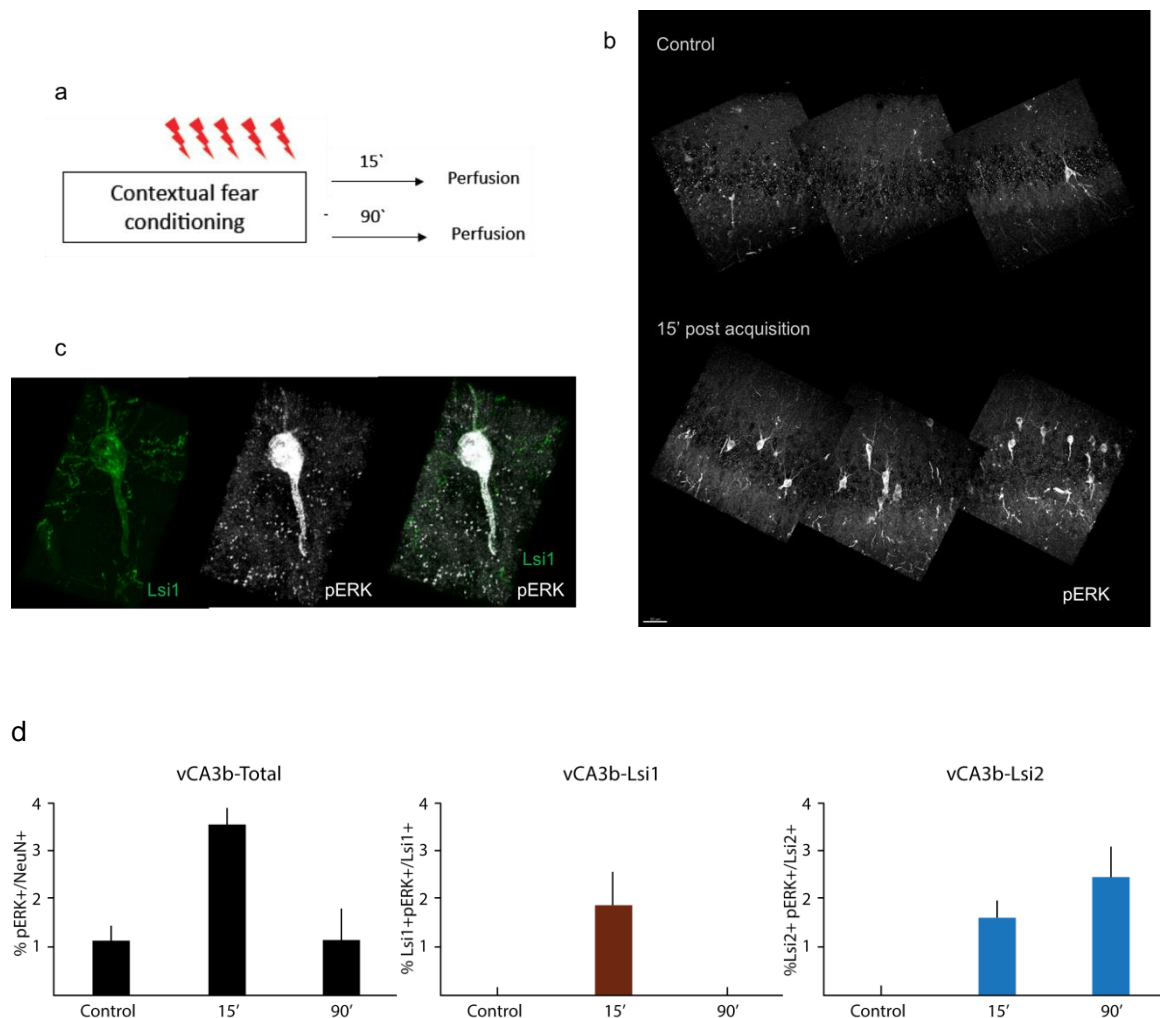 a
Contextual fear
conditioning
15`
Perfusion
-
90`
Perfusion
b
Control
15' post acquisition
pERK
c
Lsi1
pERK
Lsi1
pERK
d
vCA3b-Total
% pERK+/NeuN+
4
3
2
1
Control
15'
90'
vCA3b-Lsi1
% Lsi1+pERK+/Lsi1+
4
3
2
1
Control
15'
90'
vCA3b-Lsi2
%Lsi2+ pERK+/Lsi2+
4
3
2
1
Control
15'
90'